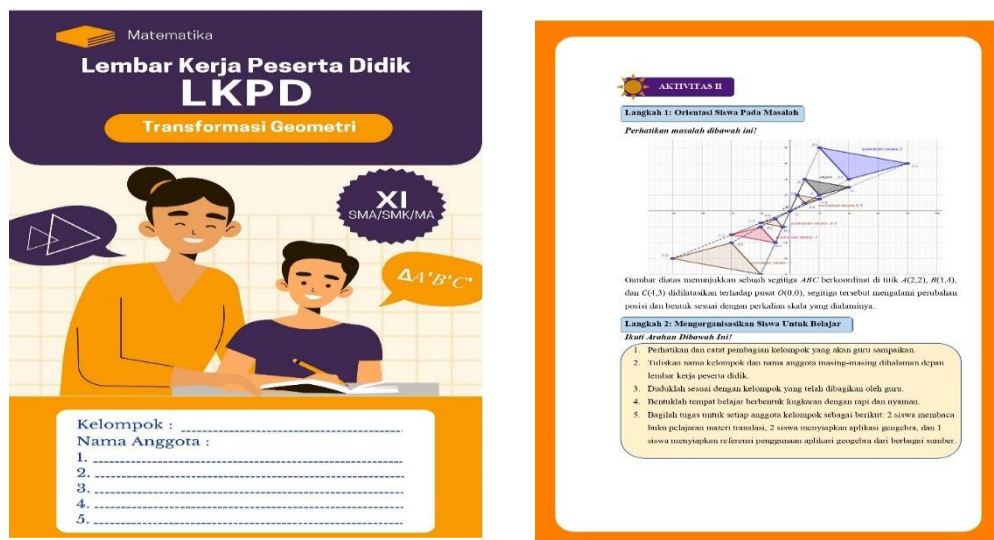 Matematika
Lembar Kerja Peserta Didik
LKPD
Transformasi Geometri
XI
SMA/SMK/MA
ΔA'B'C'
Kelompok :
Nama Anggota :
1.
2.
3.
4.
5.
AKTIVITAS II
Langkah 1: Orientasi Siswa Pada Masalah
Perhatikan masalah dibawah ini!
Gambar diatas menunjukkan sebuah segitiga ABC berkoordinat di titik A(2,2), B(1,4),
dan C(4,3) didilatasikan terhadap pusat O(0,0), segitiga tersebut mengalami perubahan
posisi dan bentuk sesuai dengan perkalian skala yang dialaminya.
Langkah 2: Mengorganisasikan Siswa Untuk Belajar
Ikuti Arahan Dibawah Ini!
1. Perhatikan dan catat pembagian kelompok yang akan guru sampaikan.
2. Tuliskan nama kelompok dan nama anggota masing-masing dihalaman depan
lembar kerja peserta didik.
3. Duduklah sesuai dengan kelompok yang telah dibagikan oleh guru.
4. Bentuklah tempat belajar berbentuk lingkaran dengan rapi dan nyaman.
5. Bagilah tugas untuk setiap anggota kelompok sebagai berikut: 2 siswa membaca
buku pelajaran materi translasi, 2 siswa menyiapkan aplikasi geogebra, dan 1
siswa menyiapkan referensi penggunaan aplikasi geogebra dari berbagai sumber.